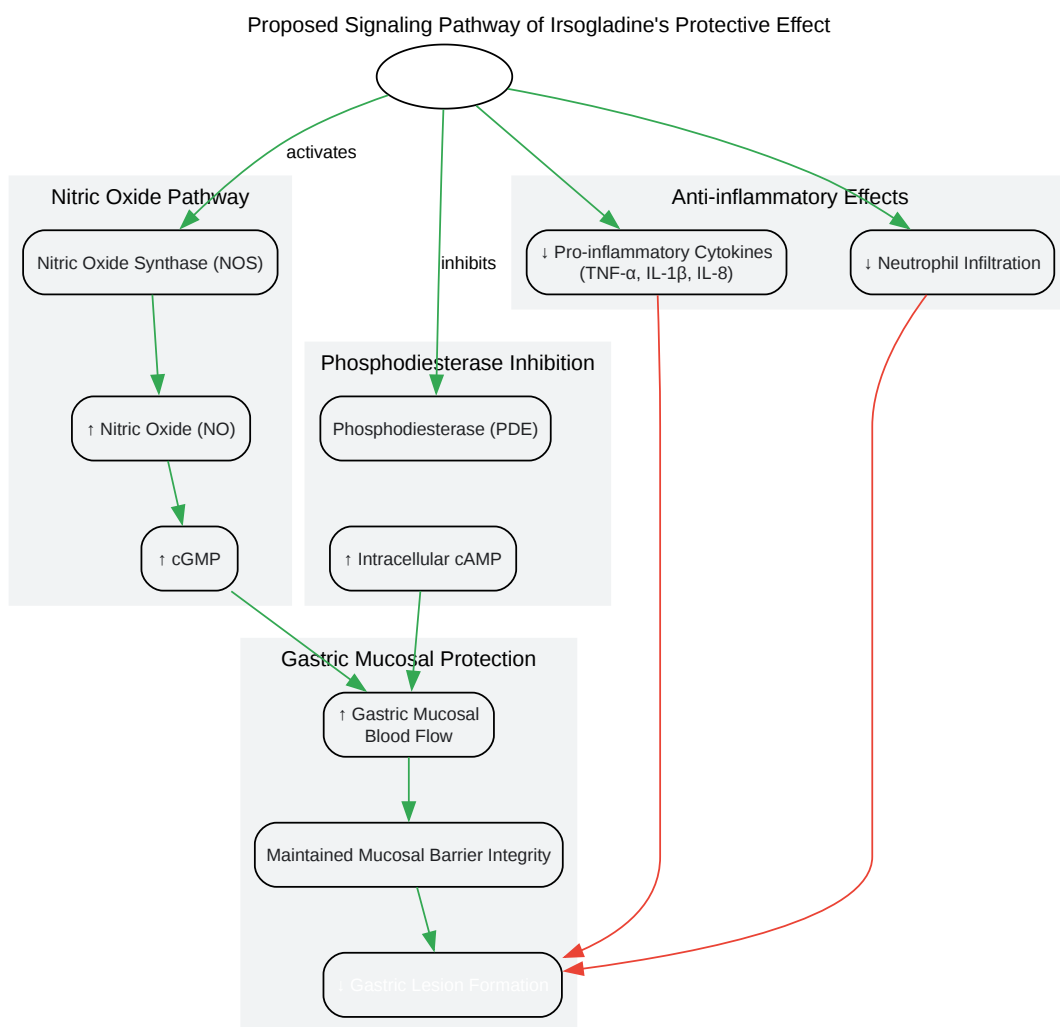 Proposed Signaling Pathway of Irsogladine's Protective Effect
activates
Nitric Oxide Pathway
Anti-inflammatory Effects
Nitric Oxide Synthase (NOS)
inhibits
↓ Pro-inflammatory Cytokines
(TNF-α, IL-1β, IL-8)
↓ Neutrophil Infiltration
Phosphodiesterase Inhibition
↑ Nitric Oxide (NO)
Phosphodiesterase (PDE)
↑ cGMP
↑ Intracellular cAMP
Gastric Mucosal Protection
↑ Gastric Mucosal
Blood Flow
Maintained Mucosal Barrier Integrity
↓ Gastric Lesion Formation